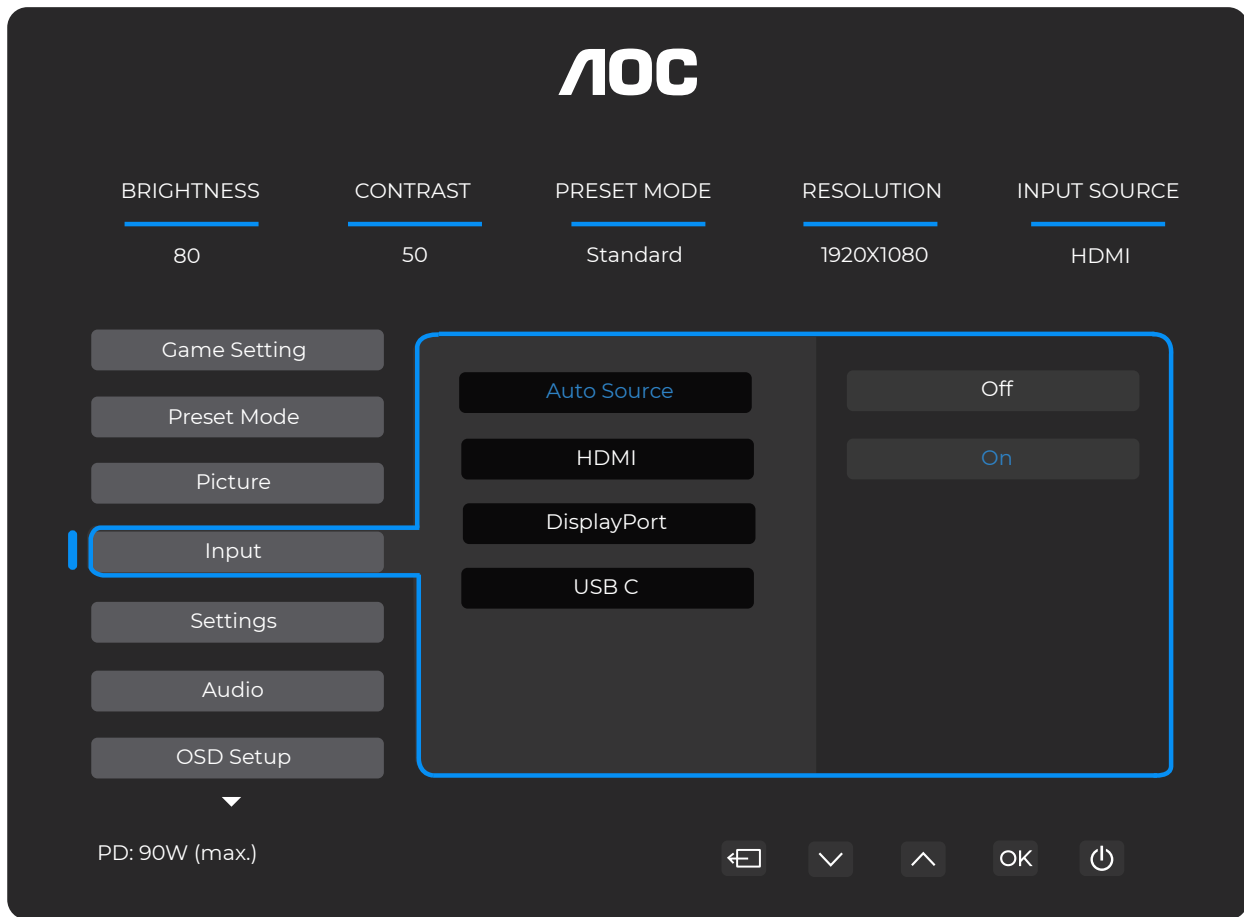 AOC
BRIGHTNESS CONTRAST PRESET MODE RESOLUTION INPUT SOURCE
80 50 Standard 1920X1080 HDMI
Game Setting
Preset Mode
Picture
Input
Settings
Audio
OSD Setup
Auto Source
HDMI
DisplayPort
USB C
Off
On
PD: 90W (max.)
OK